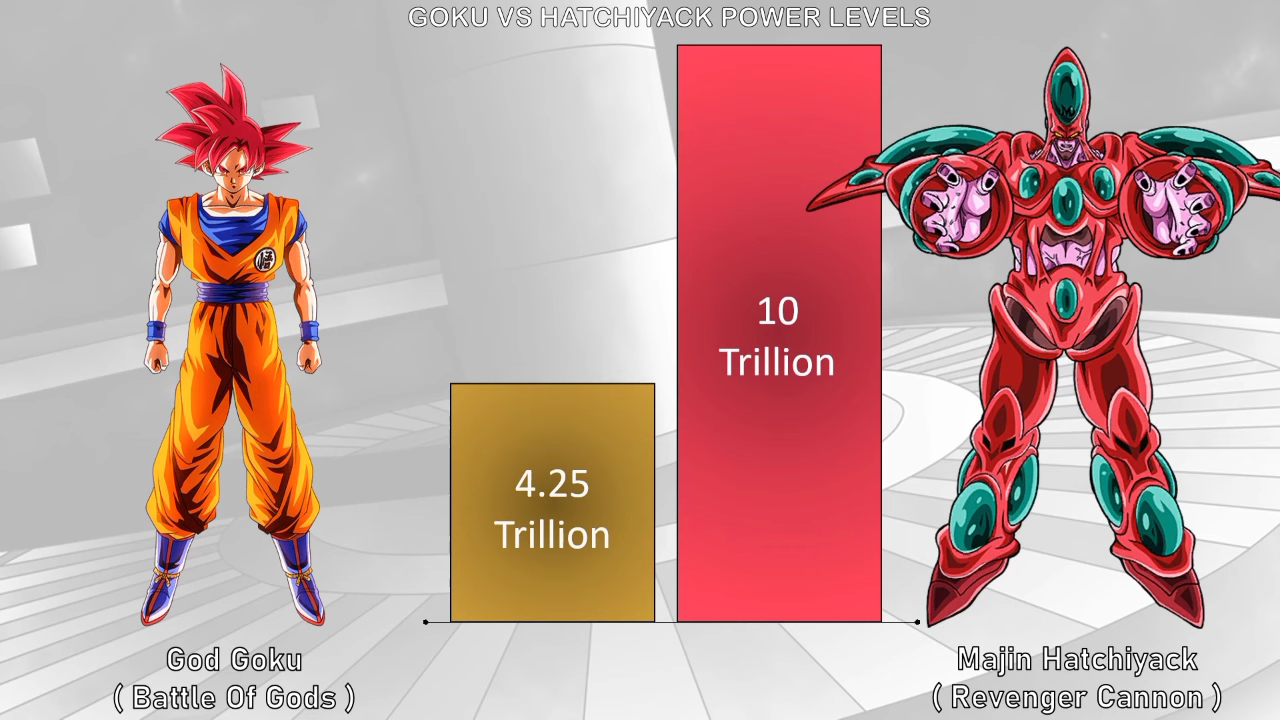 GOKU VS HATCHIYACK POWER LEVELS
悟
4.25
Trillion
10
Trillion
God Goku
( Battle Of Gods )
Majin Hatchiyack
( Revenger Cannon )